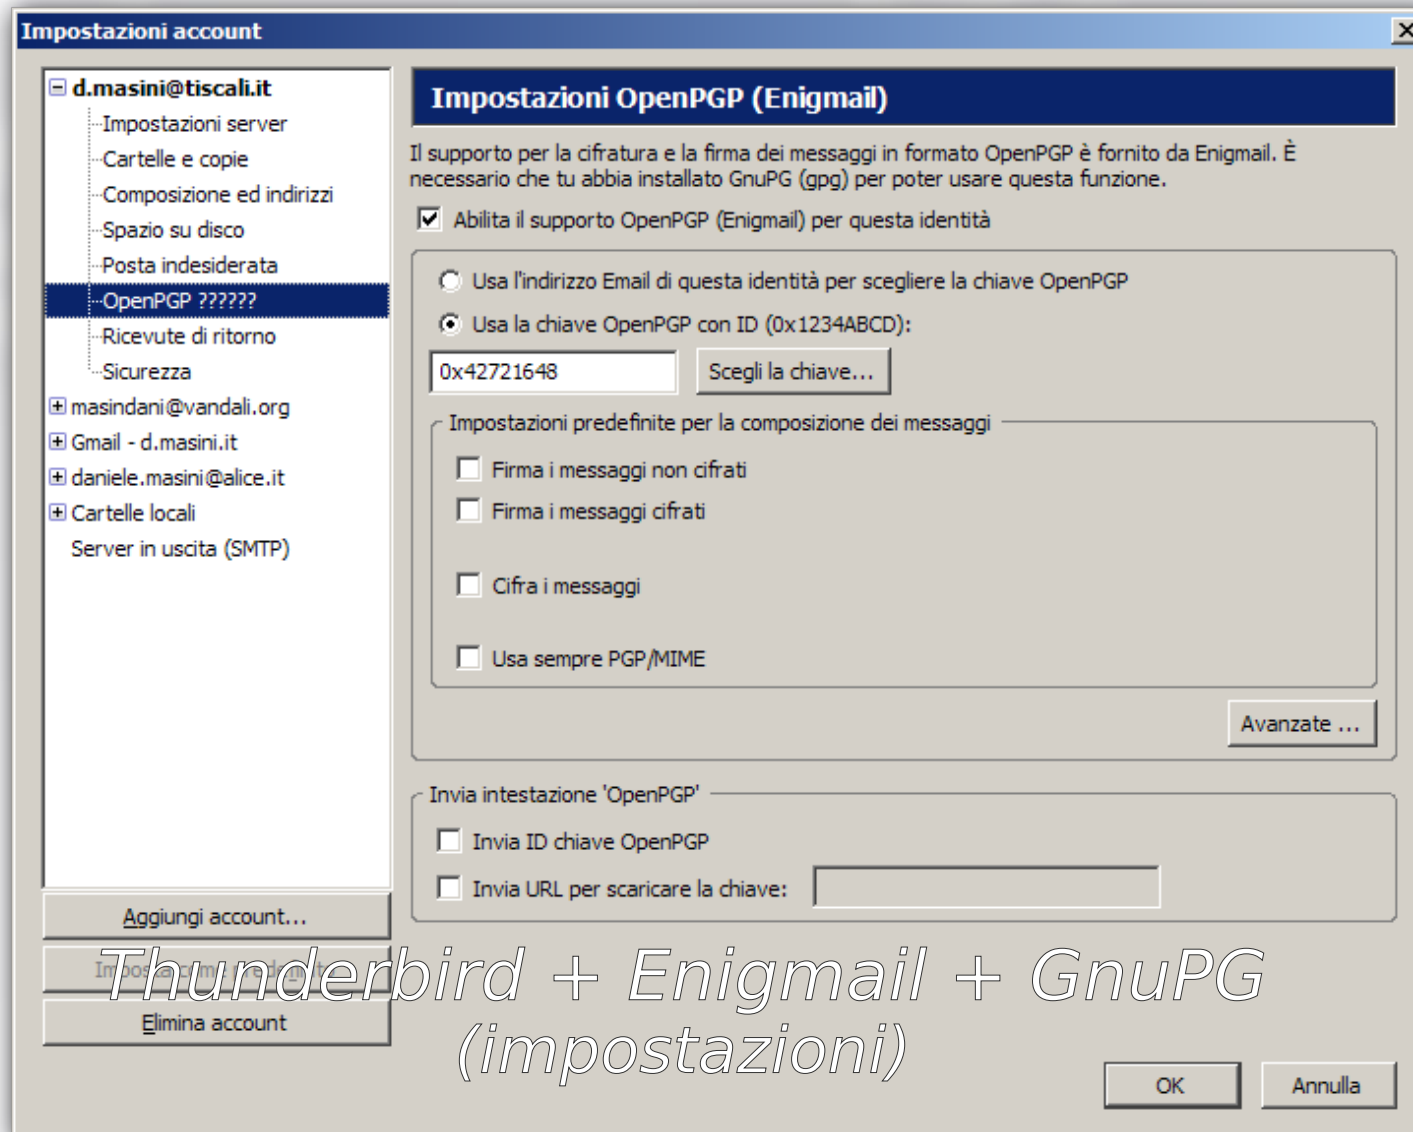 Impostazioni account
d.masini@tiscali.it
Impostazioni server
Cartelle e copie
Composizione ed indirizzi
Spazio su disco
Posta indesiderata
OpenPGP ??????
Ricevute di ritorno
Sicurezza
masindani@vandali.org
Gmail - d.masini.it
daniele.masini@alice.it
Cartelle locali
Server in uscita (SMTP)
Aggiungi account...
Imposta come predefinito
Elimina account
Impostazioni OpenPGP (Enigmail)
Il supporto per la cifratura e la firma dei messaggi in formato OpenPGP è fornito da Enigmail. È
necessario che tu abbia installato GnuPG (gpg) per poter usare questa funzione.
Abilita il supporto OpenPGP (Enigmail) per questa identità
Usa l'indirizzo Email di questa identità per scegliere la chiave OpenPGP
Usa la chiave OpenPGP con ID (0x1234ABCD):
0x42721648
Scegli la chiave...
Impostazioni predefinite per la composizione dei messaggi
Firma i messaggi non cifrati
Firma i messaggi cifrati
Cifra i messaggi
Usa sempre PGP/MIME
Avanzate ...
Invia intestazione 'OpenPGP'
Invia ID chiave OpenPGP
Invia URL per scaricare la chiave:
Thunderbird + Enigmail + GnuPG
(impostazioni)
OK
Annulla